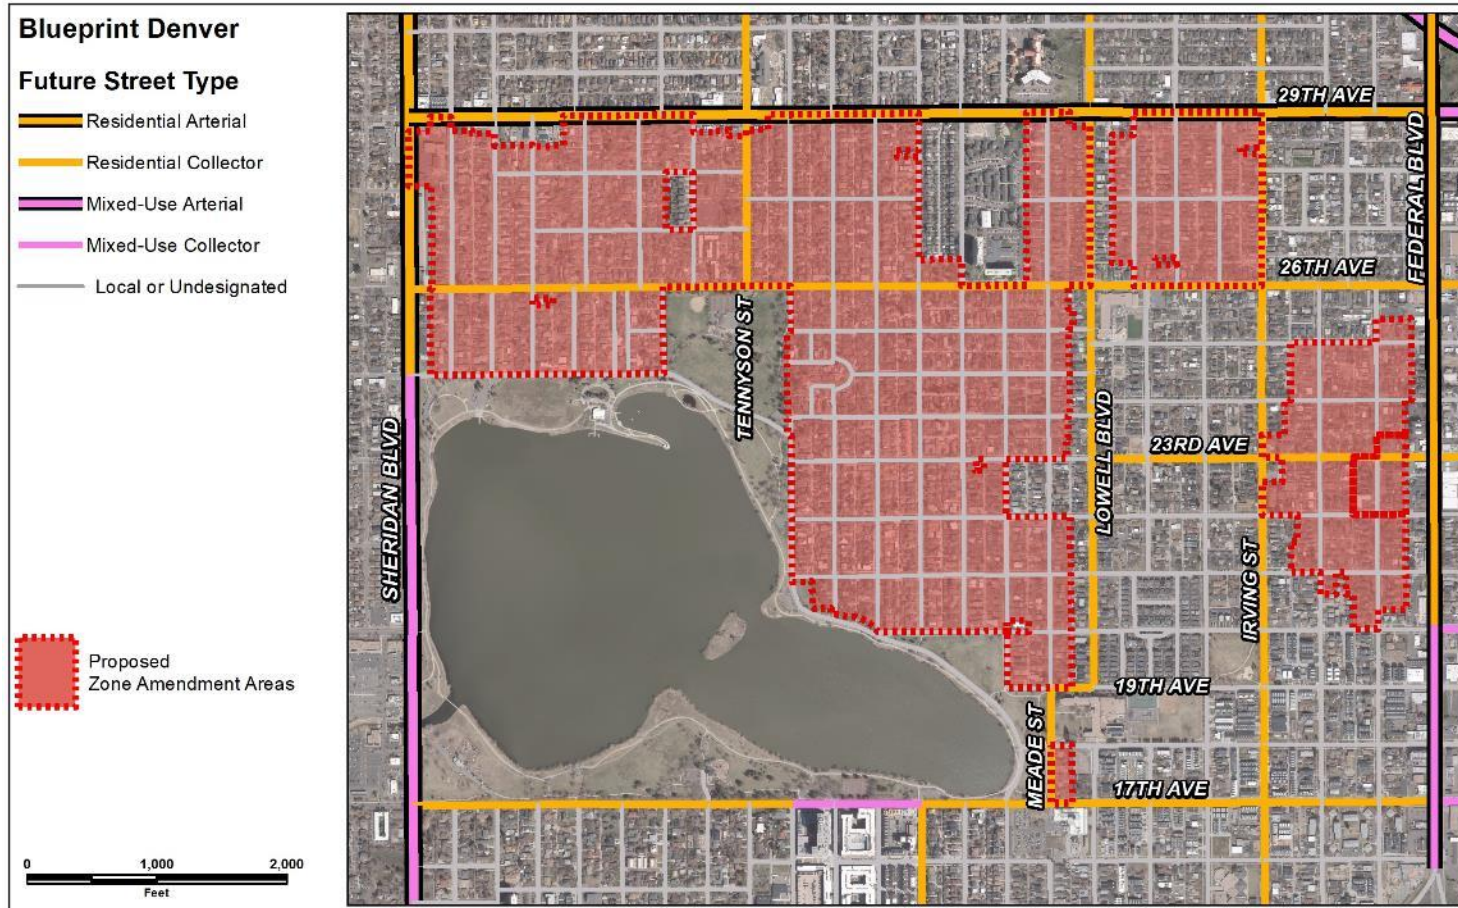 Blueprint Denver
Future Street Type
Residential Arterial
Residential Collector
Mixed-Use Arterial
Mixed-Use Collector
Local or Undesignated
Proposed
Zone Amendment Areas
0 1,000 2,000
Feet
29TH AVE
FEDERAL BLVD
26TH AVE
TENNYSON ST
SHERIDAN BLVD
LOWELL BLVD
23RD AVE
IRVING ST
19TH AVE
MEADE ST
17TH AVE